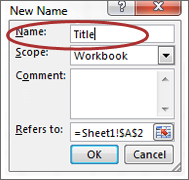 New Name
Name: Title
Scope: Workbook
Comment:
Refers to: =Sheet1!$A$2
OK Cancel